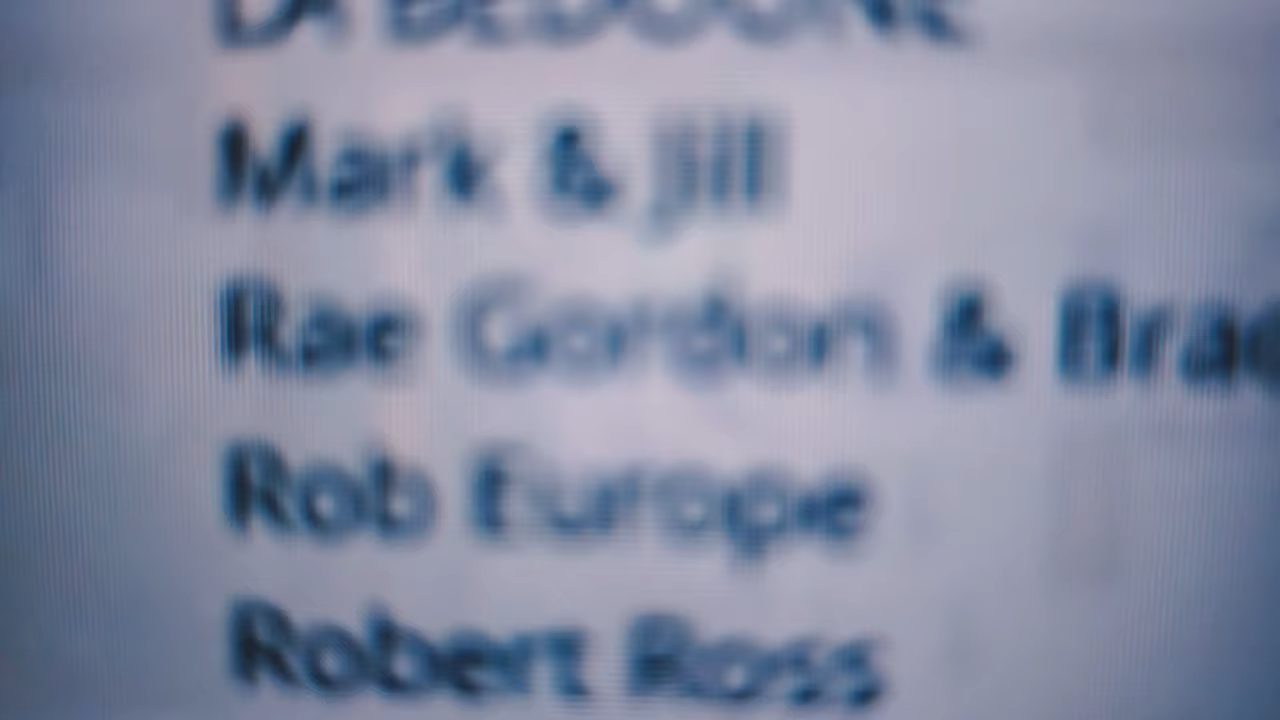 Mark & Jill
Rae Gordon &
Rob Europe
Robert Ross